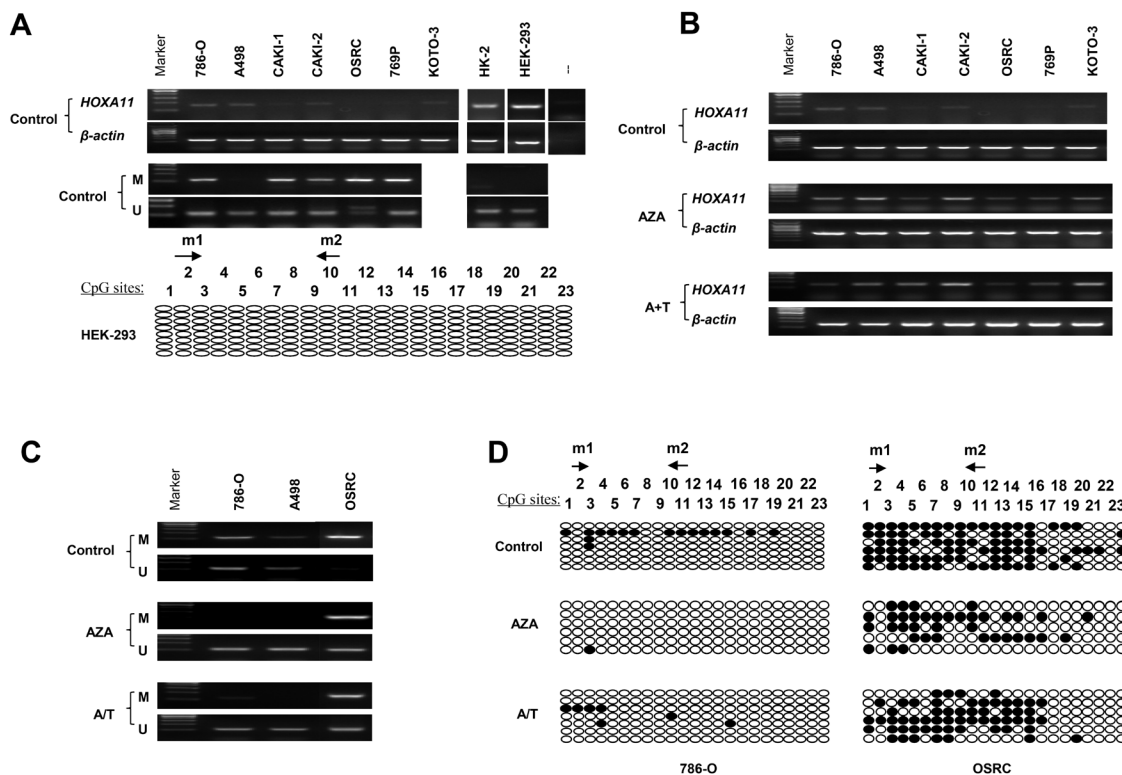 A
Marker
786-O
A498
CAKI-1
CAKI-2
OSRC
769P
KOTO-3
HK-2
HEK-293
Control
HOXA11
β-actin
Control
M
U
m1
m2
2 4 6 8 10 12 14 16 18 20 22
CpG sites:
1 3 5 7 9 11 13 15 17 19 21 23
HEK-293
B
Marker
786-O
A498
CAKI-1
CAKI-2
OSRC
769P
KOTO-3
Control
HOXA11
β-actin
AZA
HOXA11
β-actin
A+T
HOXA11
β-actin
C
Marker
786-O
A498
OSRC
Control
M
U
AZA
M
U
A/T
M
U
D
m1
m2
m1
m2
2 4 6 8 10 12 14 16 18 20 22
2 4 6 8 10 12 14 16 18 20 22
CpG sites:
1 3 5 7 9 11 13 15 17 19 21 23
1 3 5 7 9 11 13 15 17 19 21 23
Control
AZA
A/T
786-O
OSRC